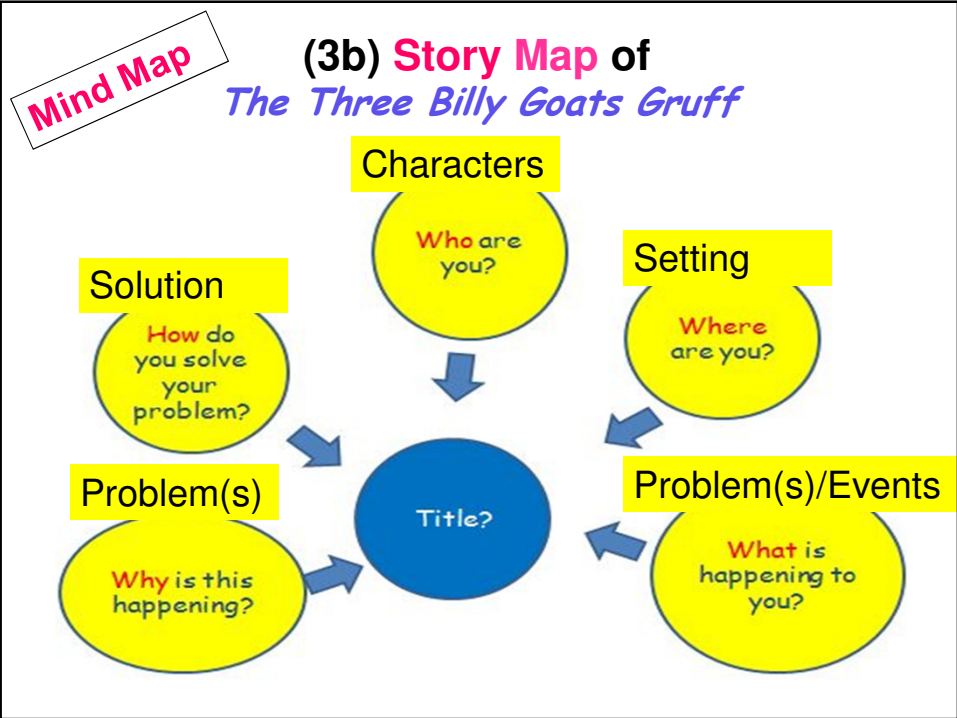 Mind Map
(3b) Story Map of
The Three Billy Goats Gruff
Characters
Who are
you?
Setting
Where
are you?
Solution
How do
you solve
your
problem?
Problem(s)
Why is this
happening?
Title?
Problem(s)/Events
What is
happening to
you?